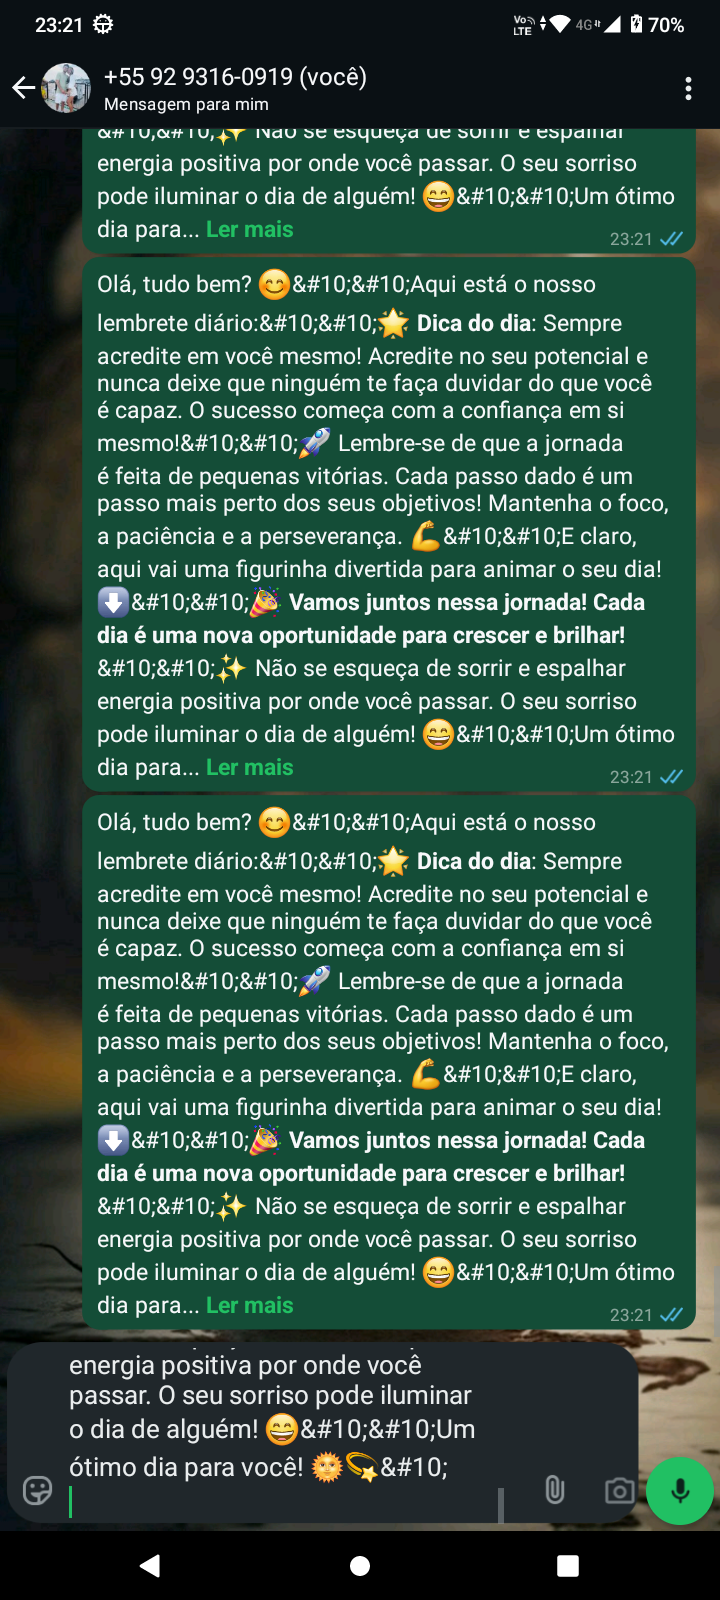 23:21
Vo LTE 4G 70%
+55 92 9316-0919 (você)
Mensagem para mim
&#10;&#10;✨ Não se esqueça de sorrir e espalhar
energia positiva por onde você passar. O seu sorriso
pode iluminar o dia de alguém! 😄&#10;&#10;Um ótimo
dia para... Ler mais
23:21
Olá, tudo bem? 😊&#10;&#10;Aqui está o nosso
lembrete diário:&#10;&#10;🌟 Dica do dia: Sempre
acredite em você mesmo! Acredite no seu potencial e
nunca deixe que ninguém te faça duvidar do que você
é capaz. O sucesso começa com a confiança em si
mesmo!&#10;&#10;🚀 Lembre-se de que a jornada
é feita de pequenas vitórias. Cada passo dado é um
passo mais perto dos seus objetivos! Mantenha o foco,
a paciência e a perseverança. 💪&#10;&#10;E claro,
aqui vai uma figurinha divertida para animar o seu dia!
⬇️&#10;&#10;🎉 Vamos juntos nessa jornada! Cada
dia é uma nova oportunidade para crescer e brilhar!
&#10;&#10;✨ Não se esqueça de sorrir e espalhar
energia positiva por onde você passar. O seu sorriso
pode iluminar o dia de alguém! 😄&#10;&#10;Um ótimo
dia para... Ler mais
23:21
Olá, tudo bem? 😊&#10;&#10;Aqui está o nosso
lembrete diário:&#10;&#10;🌟 Dica do dia: Sempre
acredite em você mesmo! Acredite no seu potencial e
nunca deixe que ninguém te faça duvidar do que você
é capaz. O sucesso começa com a confiança em si
mesmo!&#10;&#10;🚀 Lembre-se de que a jornada
é feita de pequenas vitórias. Cada passo dado é um
passo mais perto dos seus objetivos! Mantenha o foco,
a paciência e a perseverança. 💪&#10;&#10;E claro,
aqui vai uma figurinha divertida para animar o seu dia!
⬇️&#10;&#10;🎉 Vamos juntos nessa jornada! Cada
dia é uma nova oportunidade para crescer e brilhar!
&#10;&#10;✨ Não se esqueça de sorrir e espalhar
energia positiva por onde você passar. O seu sorriso
pode iluminar o dia de alguém! 😄&#10;&#10;Um ótimo
dia para... Ler mais
23:21
energia positiva por onde você
passar. O seu sorriso pode iluminar
o dia de alguém! 😄&#10;&#10;Um
ótimo dia para você! 🌞💫&#10;